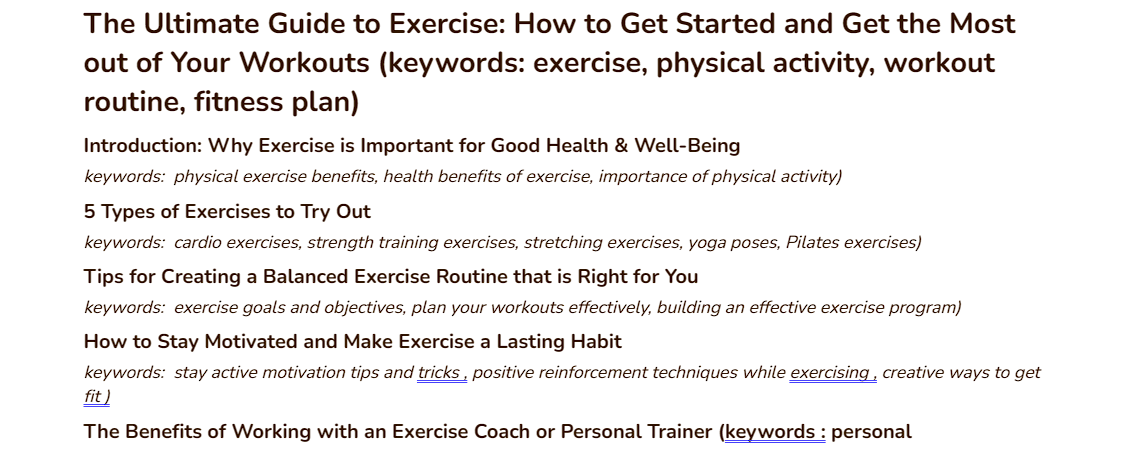 The Ultimate Guide to Exercise: How to Get Started and Get the Most
out of Your Workouts (keywords: exercise, physical activity, workout
routine, fitness plan)
Introduction: Why Exercise is Important for Good Health & Well-Being
keywords:  physical exercise benefits, health benefits of exercise, importance of physical activity)
5 Types of Exercises to Try Out
keywords:  cardio exercises, strength training exercises, stretching exercises, yoga poses, Pilates exercises)
Tips for Creating a Balanced Exercise Routine that is Right for You
keywords:  exercise goals and objectives, plan your workouts effectively, building an effective exercise program)
How to Stay Motivated and Make Exercise a Lasting Habit
keywords:  stay active motivation tips and tricks , positive reinforcement techniques while exercising , creative ways to get
fit )
The Benefits of Working with an Exercise Coach or Personal Trainer (keywords : personal